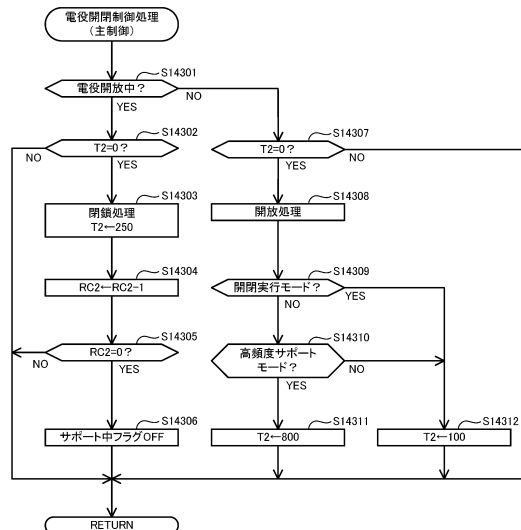 電役開閉制御処理
(主制御)
S14301
電役開放中？
NO
YES
S14302
T2=0？
NO
YES
S14307
T2=0？
NO
YES
S14303
閉鎖処理
T2←250
S14308
開放処理
S14304
RC2←RC2-1
S14309
開閉実行モード？
YES
NO
S14305
RC2=0？
NO
YES
S14310
高頻度サポート
モード？
NO
YES
S14306
サポート中フラグOFF
S14311
T2←800
S14312
T2←100
RETURN